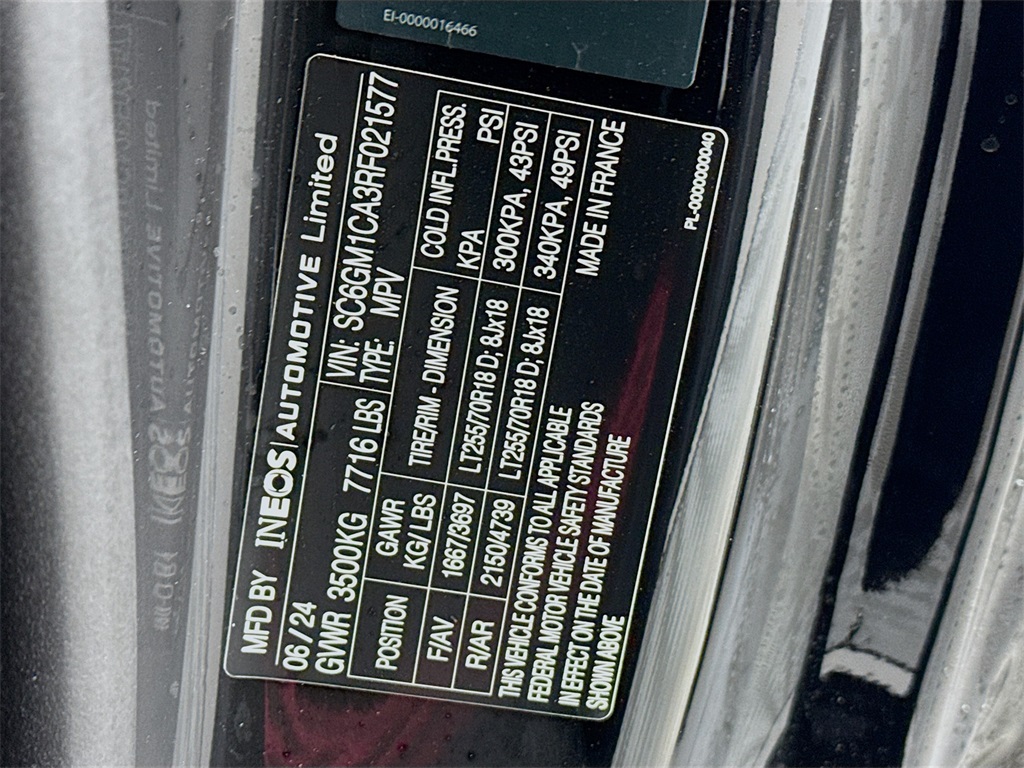 EI-0000016466
MFD BY INEOS AUTOMOTIVE Limited
06/24 VIN: SC6GM1CA3RF021577
GVWR 3500KG 7716 LBS TYPE: MPV
POSITION GAWR KG/LBS TIRE/RIM - DIMENSION COLD INFL.PRESS. KPA PSI
F/AV 1667/3697 LT255/70R18 D; 8Jx18 300KPA, 43PSI
R/AR 2150/4739 LT255/70R18 D; 8Jx18 340KPA, 49PSI
THIS VEHICLE CONFORMS TO ALL APPLICABLE
FEDERAL MOTOR VEHICLE SAFETY STANDARDS
IN EFFECT ON THE DATE OF MANUFACTURE
SHOWN ABOVE
MADE IN FRANCE
PL-00000000040